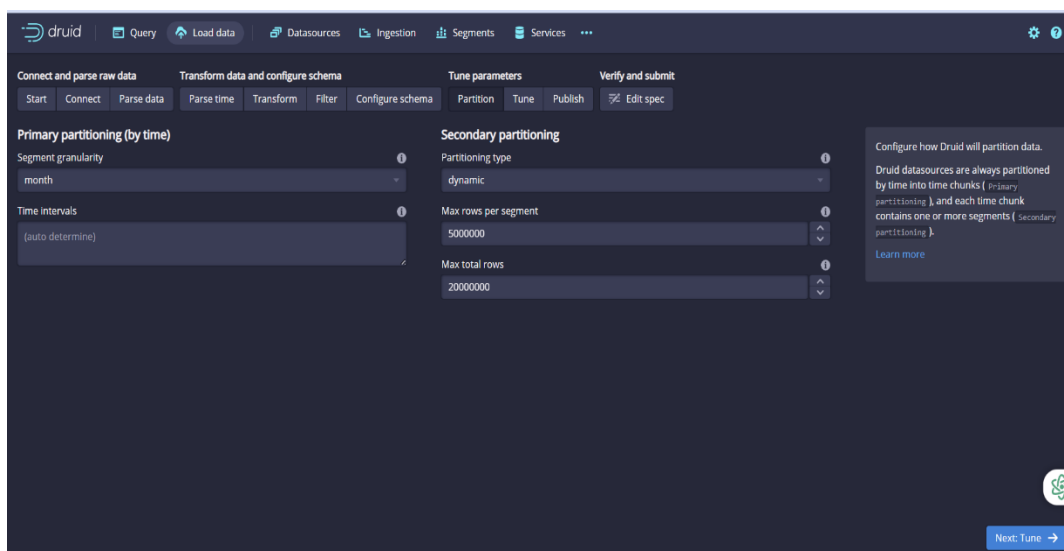 druid Query Load data Datasources Ingestion Segments Services
Connect and parse raw data Transform data and configure schema Tune parameters Verify and submit
Start Connect Parse data Parse time Transform Filter Configure schema Partition Tune Publish Edit spec
Primary partitioning (by time)
Segment granularity
month
Time intervals
(auto determine)
Secondary partitioning
Partitioning type
dynamic
Max rows per segment
5000000
Max total rows
20000000
Configure how Druid will partition data.
Druid datasources are always partitioned
by time into time chunks ( Primary
partitioning ), and each time chunk
contains one or more segments ( Secondary
partitioning ).
Learn more
Next: Tune